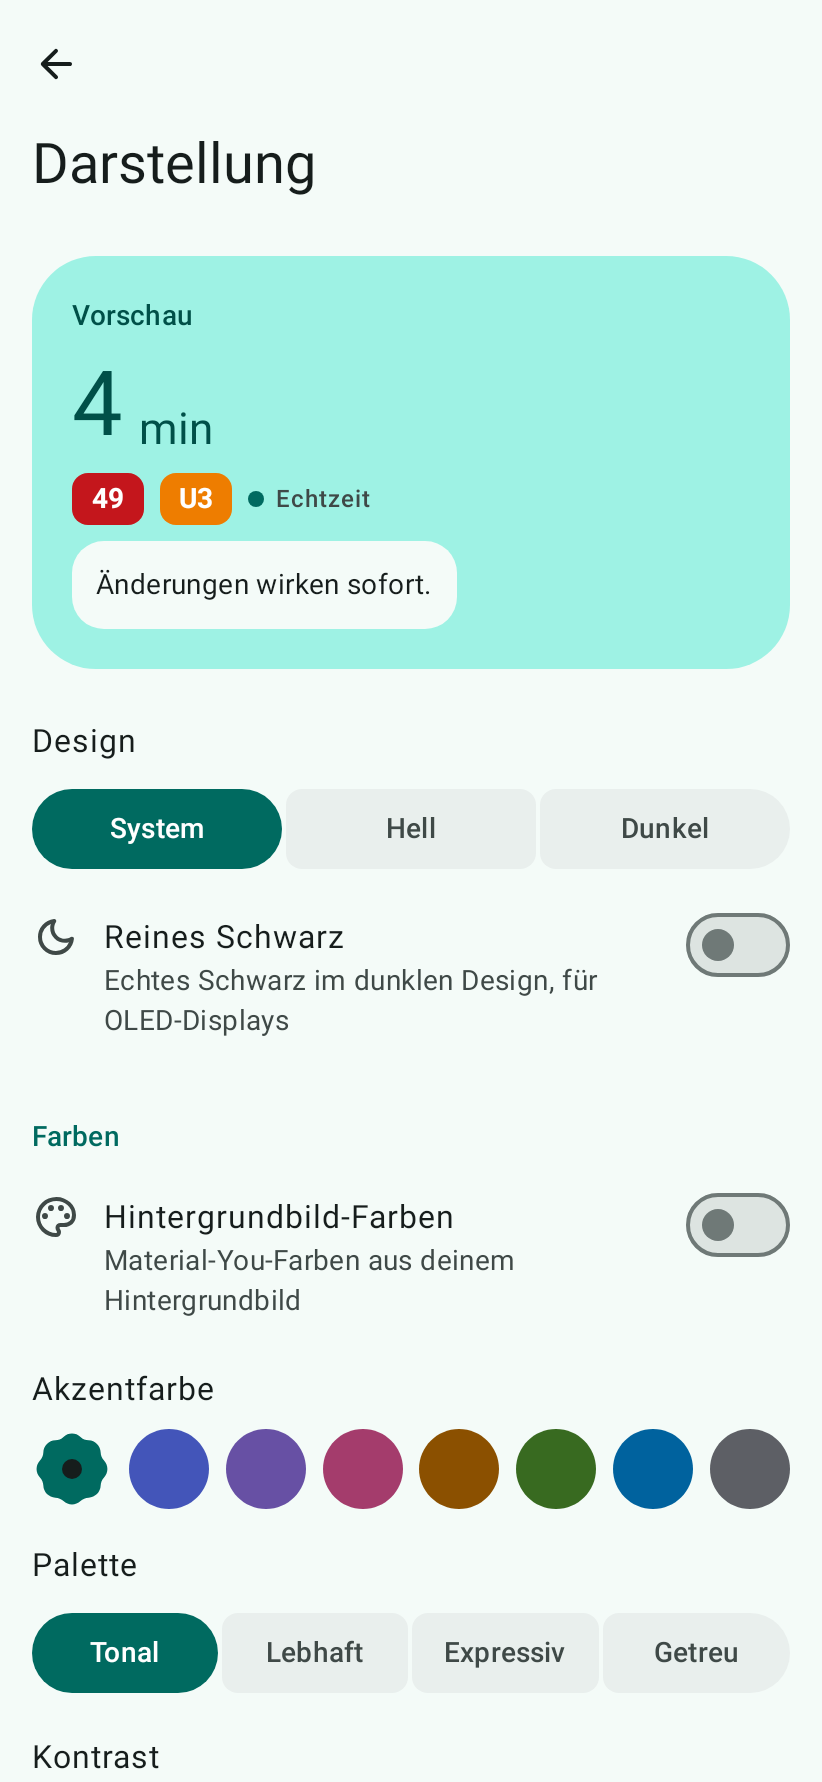 Darstellung
Vorschau
4 min
49 U3 Echtzeit
Änderungen wirken sofort.
Design
System Hell Dunkel
Reines Schwarz
Echtes Schwarz im dunklen Design, für
OLED-Displays
Farben
Hintergrundbild-Farben
Material-You-Farben aus deinem
Hintergrundbild
Akzentfarbe
Palette
Tonal Lebhaft Expressiv Getreu
Kontrast